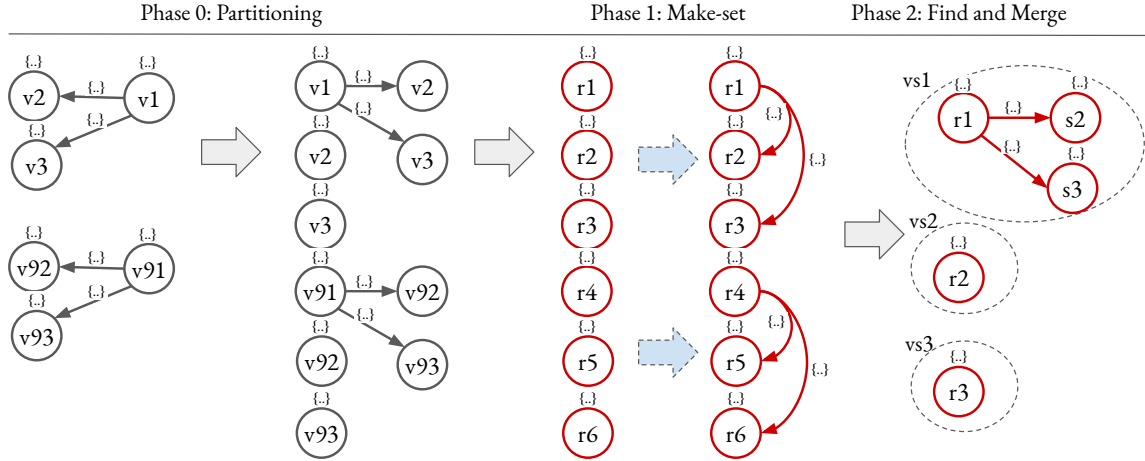 Phase 0: Partitioning
Phase 1: Make-set
Phase 2: Find and Merge
{..}
{..}
v2
{..}
v1
{..}
{..}
v3
{..}
{..}
v92
{..}
v91
{..}
{..}
v93
{..}
v1
{..}
v2
{..}
{..}
v2
v3
{..}
v3
{..}
v91
{..}
v92
{..}
{..}
v92
v93
{..}
v93
{..}
r1
{..}
r2
{..}
r3
{..}
r4
{..}
r5
{..}
r6
{..}
r1
{..}
{..}
r2
{..}
{..}
r3
{..}
r4
{..}
{..}
r5
{..}
{..}
r6
vs1
{..}
r1
{..}
{..}
s2
{..}
{..}
s3
vs2
{..}
r2
vs3
{..}
r3